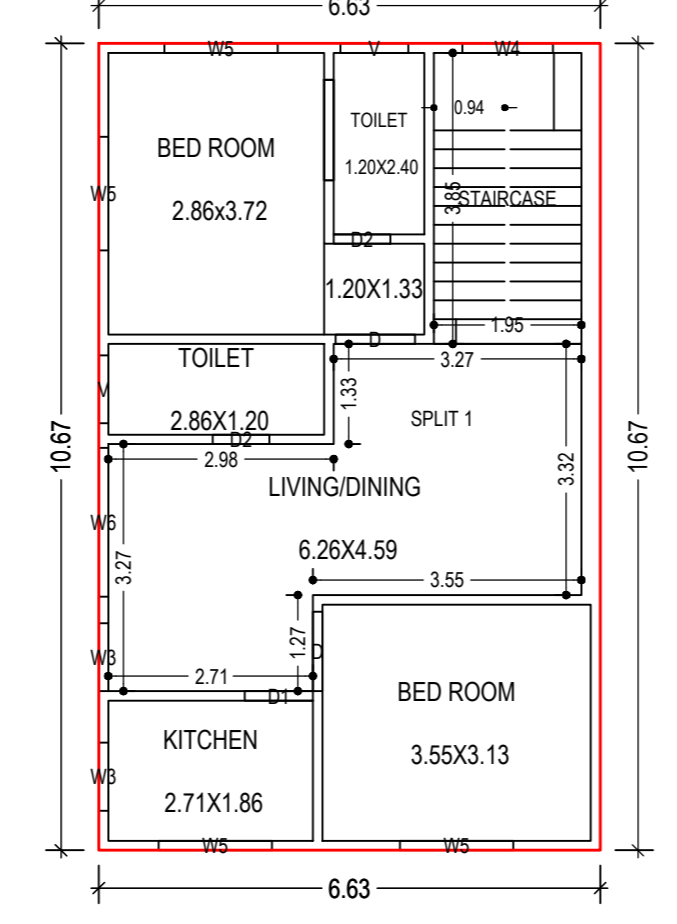 6.63
W5
V
W4
0.94
TOILET
BED ROOM
1.20X2.40
W5
2.86x3.72
3.85
STAIRCASE
D2
1.20X1.33
1.95
D
TOILET
3.27
V
1.33
2.86X1.20
SPLIT 1
D2
10.67
10.67
2.98
3.32
LIVING/DINING
W6
6.26X4.59
3.27
3.55
1.27
D
W3
2.71
BED ROOM
D1
KITCHEN
3.55X3.13
W3
2.71X1.86
W5
W5
6.63